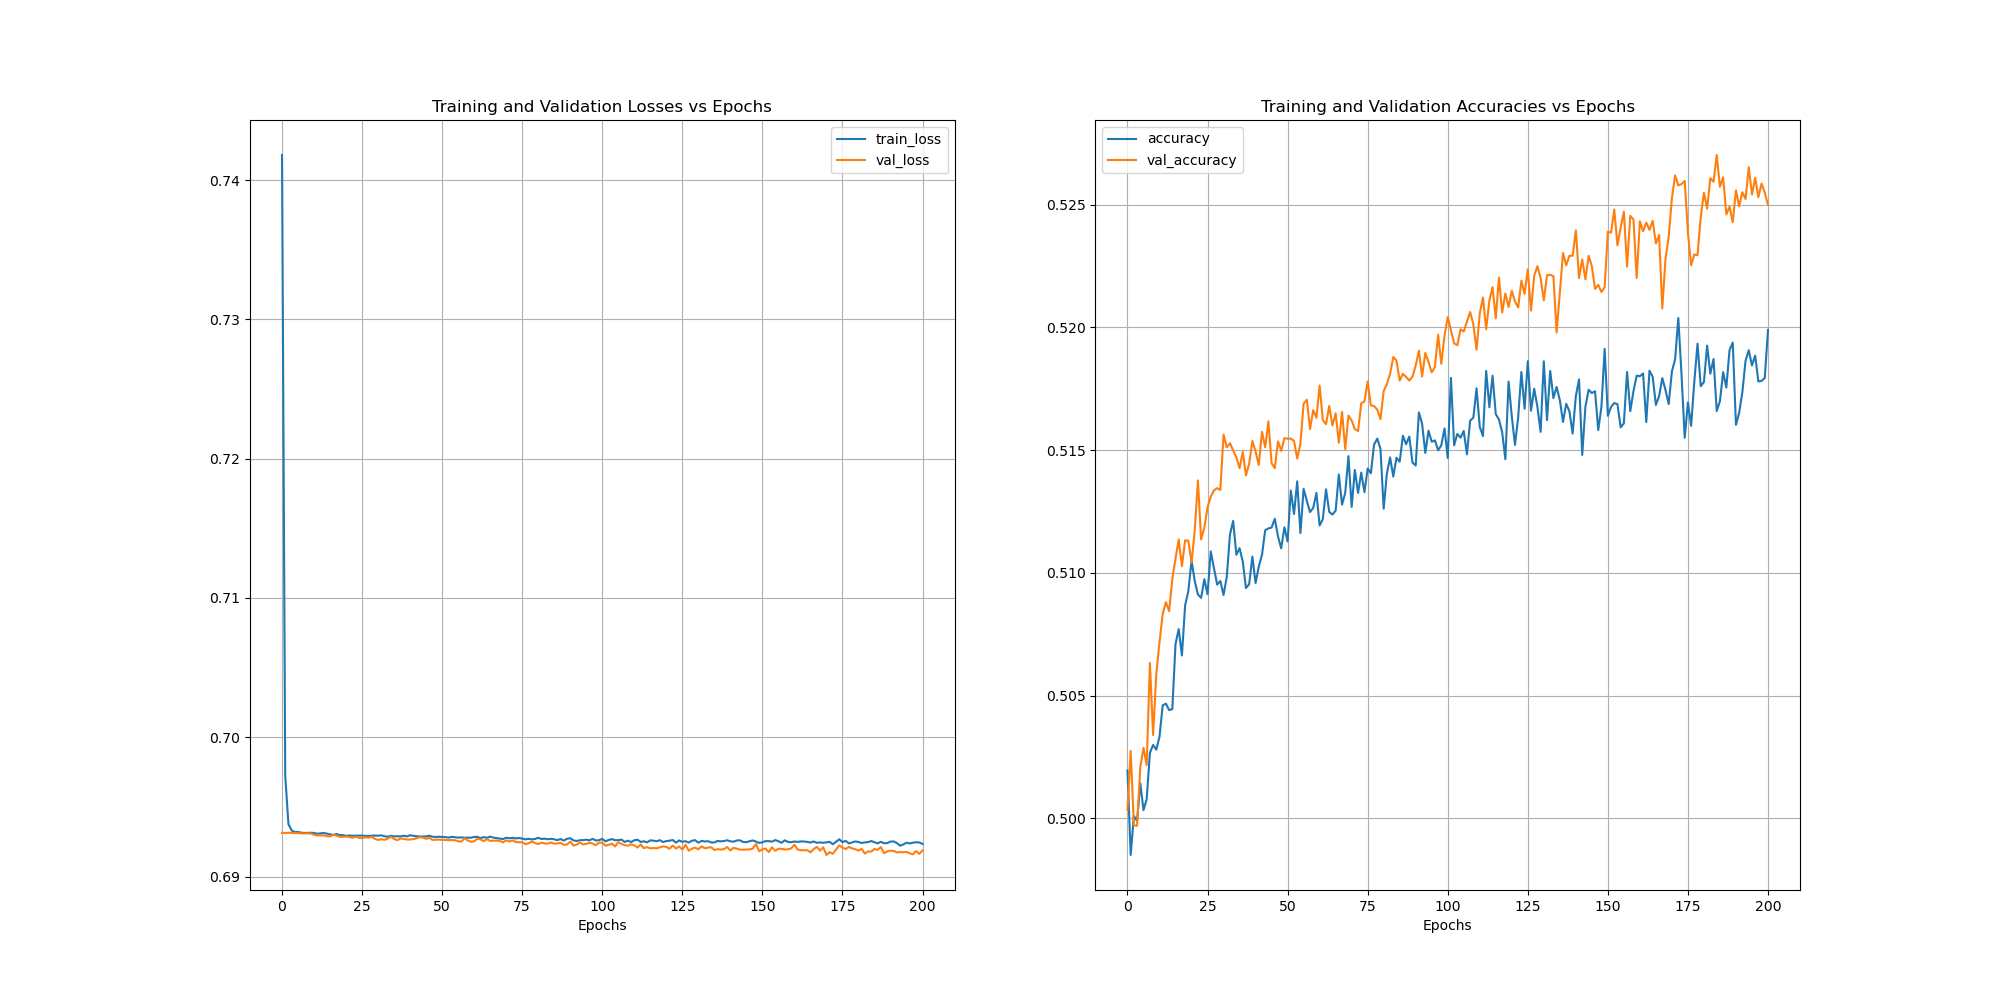 Training and Validation Losses vs Epochs
train_loss
val_loss
0.74
0.73
0.72
0.71
0.70
0.69
0 25 50 75 100 125 150 175 200
Epochs
Training and Validation Accuracies vs Epochs
accuracy
val_accuracy
0.525
0.520
0.515
0.510
0.505
0.500
0 25 50 75 100 125 150 175 200
Epochs